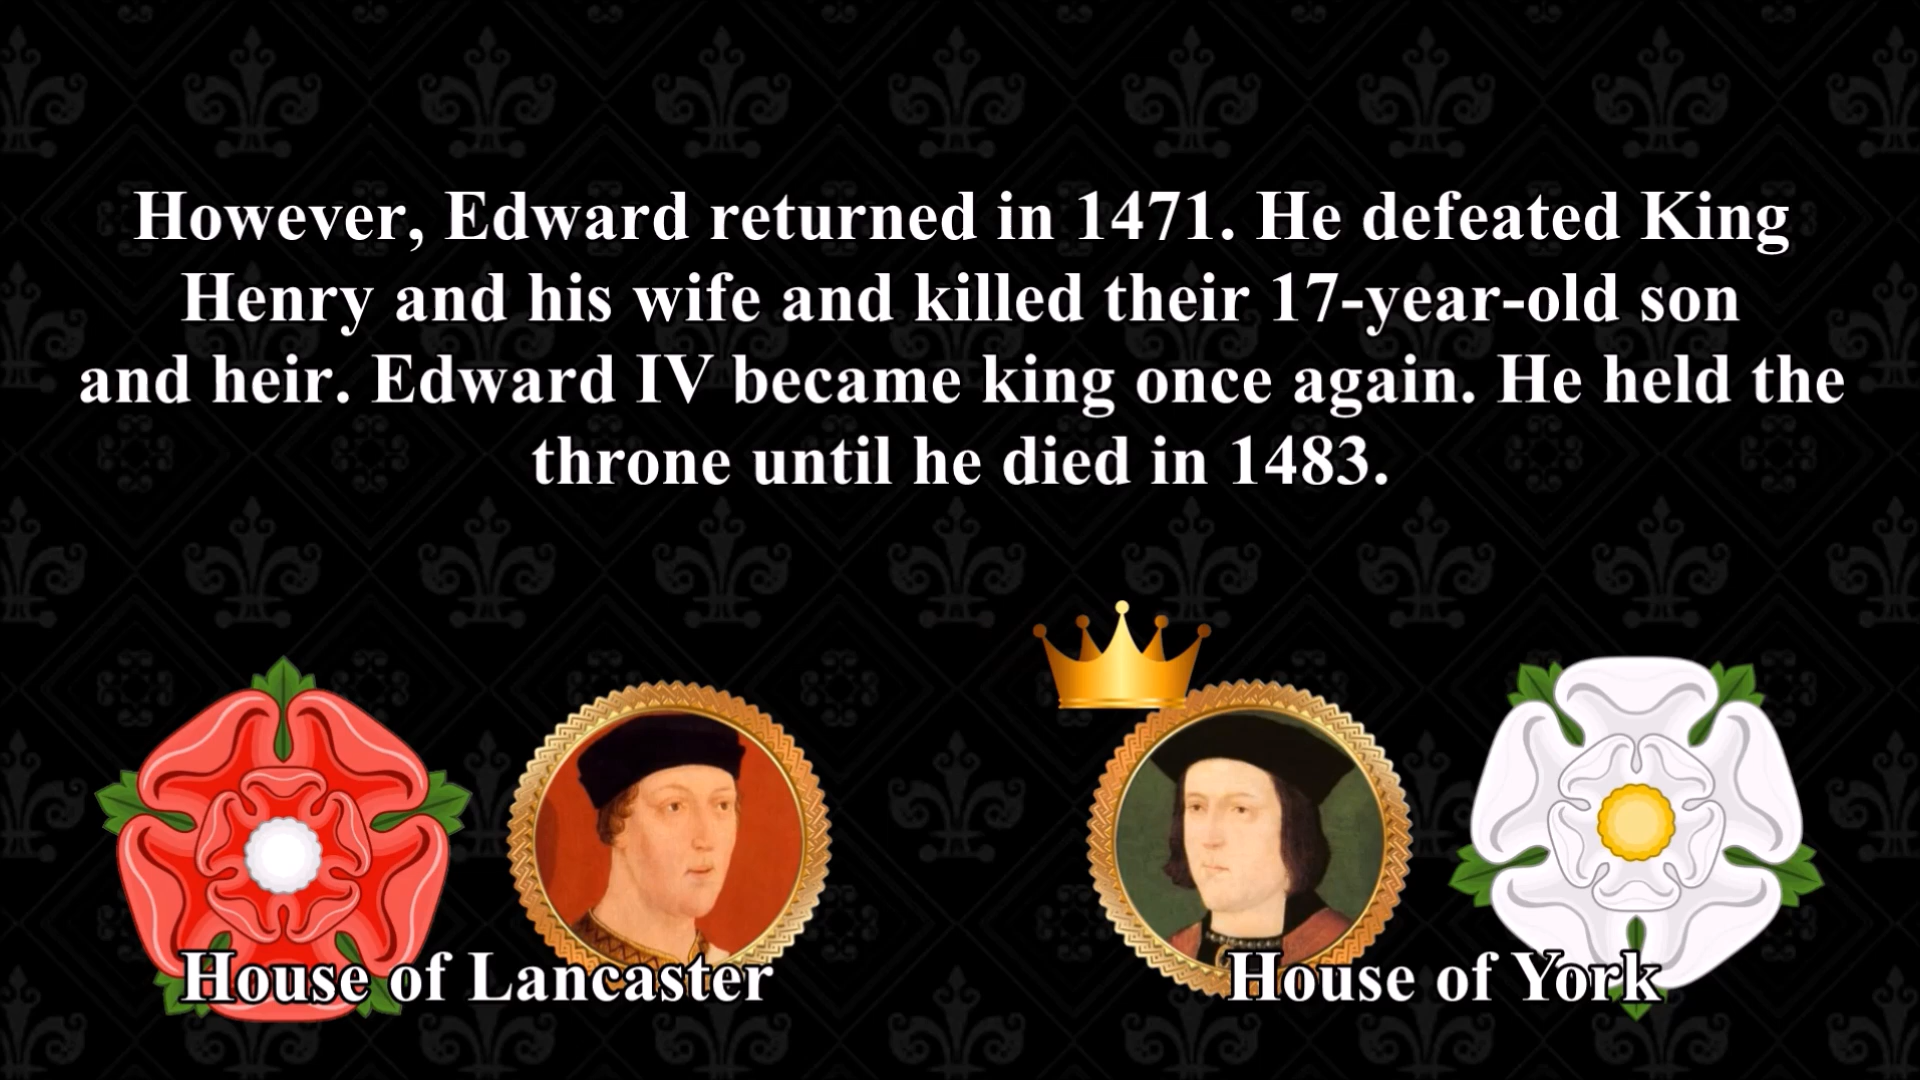 However, Edward returned in 1471. He defeated King
Henry and his wife and killed their 17-year-old son
and heir. Edward IV became king once again. He held the
throne until he died in 1483.
House of Lancaster
House of York